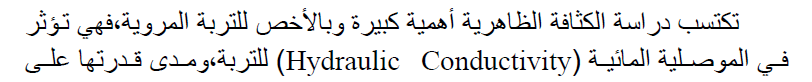 تكتسب دراسة الكثافة الظاهرية أهمية كبيرة وبالأخص للتربة المروية،فهي تؤثر
في الموصلية المائية (Hydraulic Conductivity) للتربة،ومدى قدرتها على